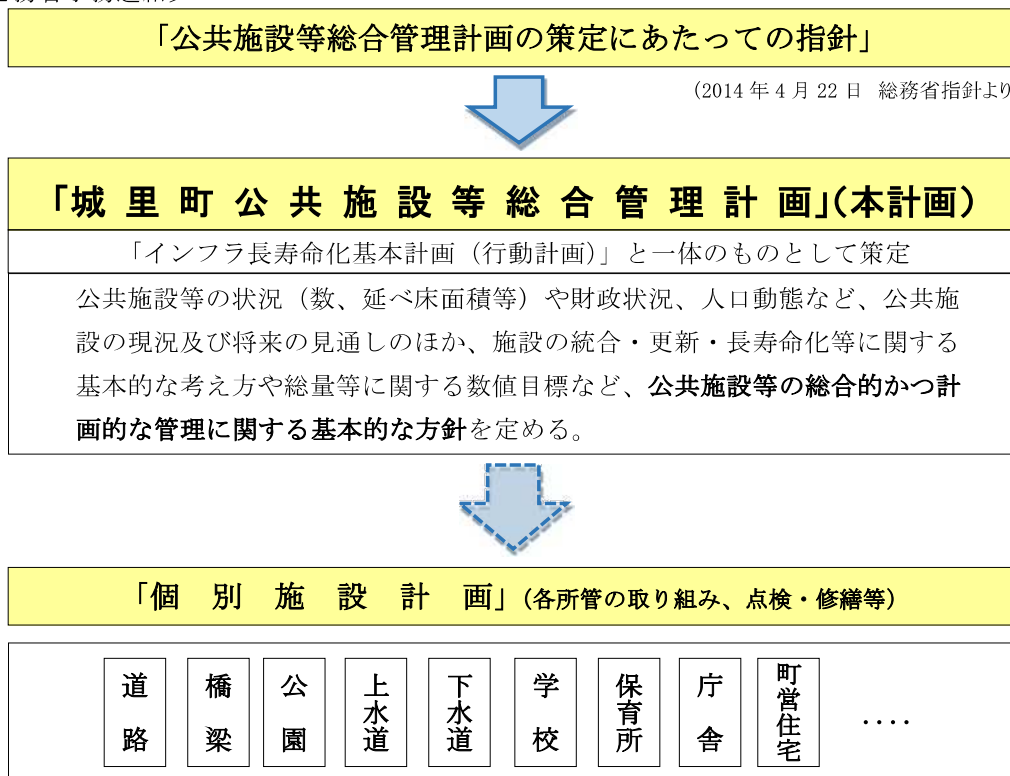 「公共施設等総合管理計画の策定にあたっての指針」
(2014年4月22日 総務省指針より
「城里町公共施設等総合管理計画」(本計画)
「インフラ長寿命化基本計画（行動計画）」と一体のものとして策定
公共施設等の状況（数、延べ床面積等）や財政状況、人口動態など、公共施
設の現況及び将来の見通しのほか、施設の統合・更新・長寿命化等に関する
基本的な考え方や総量等に関する数値目標など、公共施設等の総合的かつ計
画的な管理に関する基本的な方針を定める。
「個別施設計画」(各所管の取り組み、点検・修繕等)
道路
橋梁
公園
上水道
下水道
学校
保育所
庁舎
町営住宅
‥‥